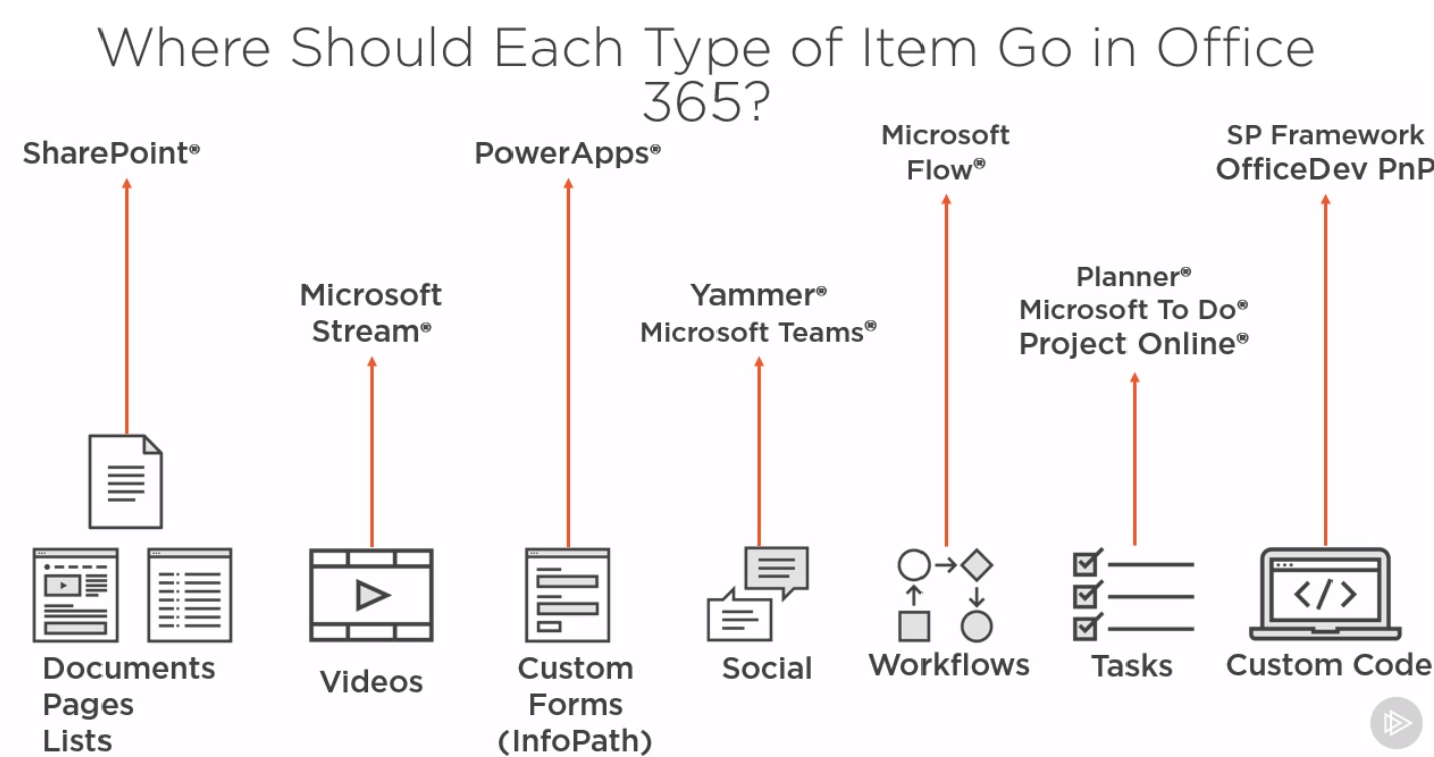 Where Should Each Type of Item Go in Office
365?
SharePoint®
Microsoft
Stream®
PowerApps®
Yammer®
Microsoft Teams®
Microsoft
Flow®
Planner®
Microsoft To Do®
Project Online®
SP Framework
OfficeDev PnP
Documents
Pages
Lists
Videos
Custom
Forms
(InfoPath)
Social
Workflows
Tasks
</>
Custom Code